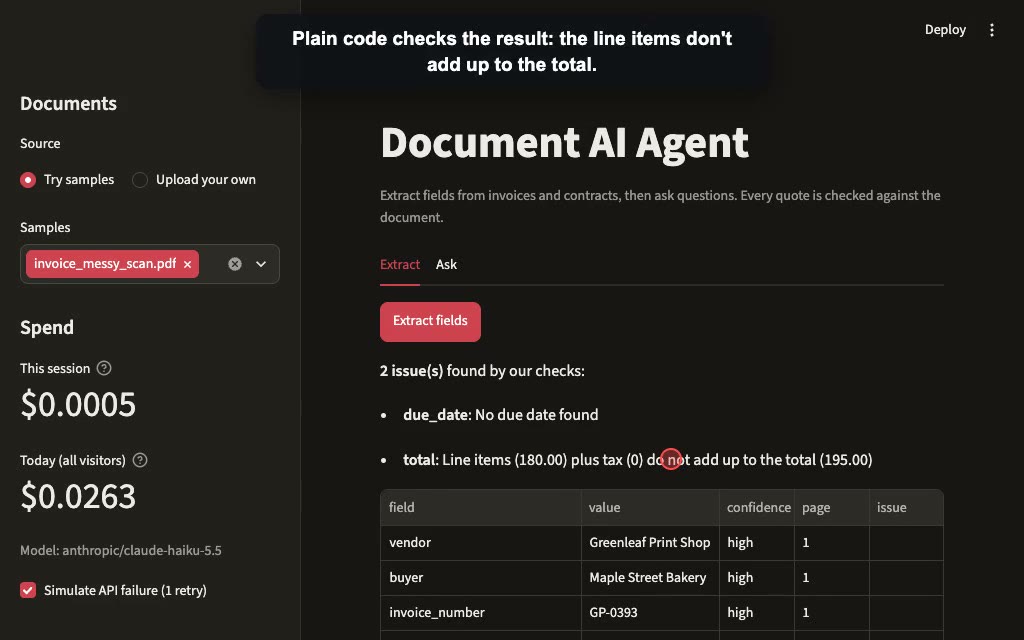 Plain code checks the result: the line items don't
add up to the total.
Deploy
Documents
Source
Try samples
Upload your own
Samples
invoice_messy_scan.pdf ×
Spend
This session
$0.0005
Today (all visitors)
$0.0263
Model: anthropic/claude-haiku-5.5
Simulate API failure (1 retry)
Document AI Agent
Extract fields from invoices and contracts, then ask questions. Every quote is checked against the
document.
Extract Ask
Extract fields
2 issue(s) found by our checks:
• due_date: No due date found
• total: Line items (180.00) plus tax (0) do not add up to the total (195.00)
field value confidence page issue
vendor Greenleaf Print Shop high 1
buyer Maple Street Bakery high 1
invoice_number GP-0393 high 1